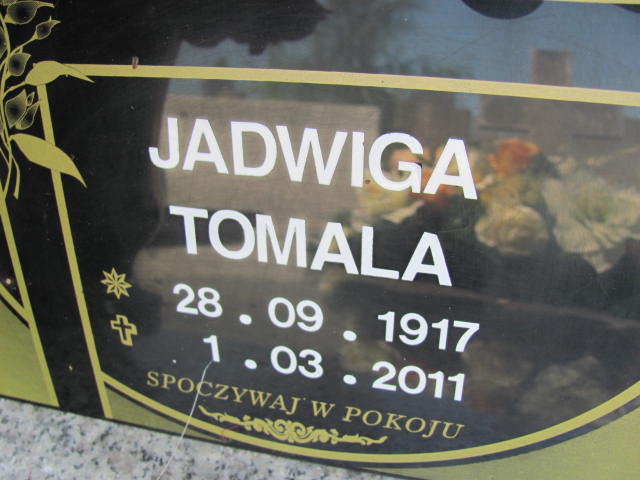 JADWIGA
TOMALA
28 . 09 . 1917
1 . 03 . 2011
SPOCZYWAJ W POKOJU